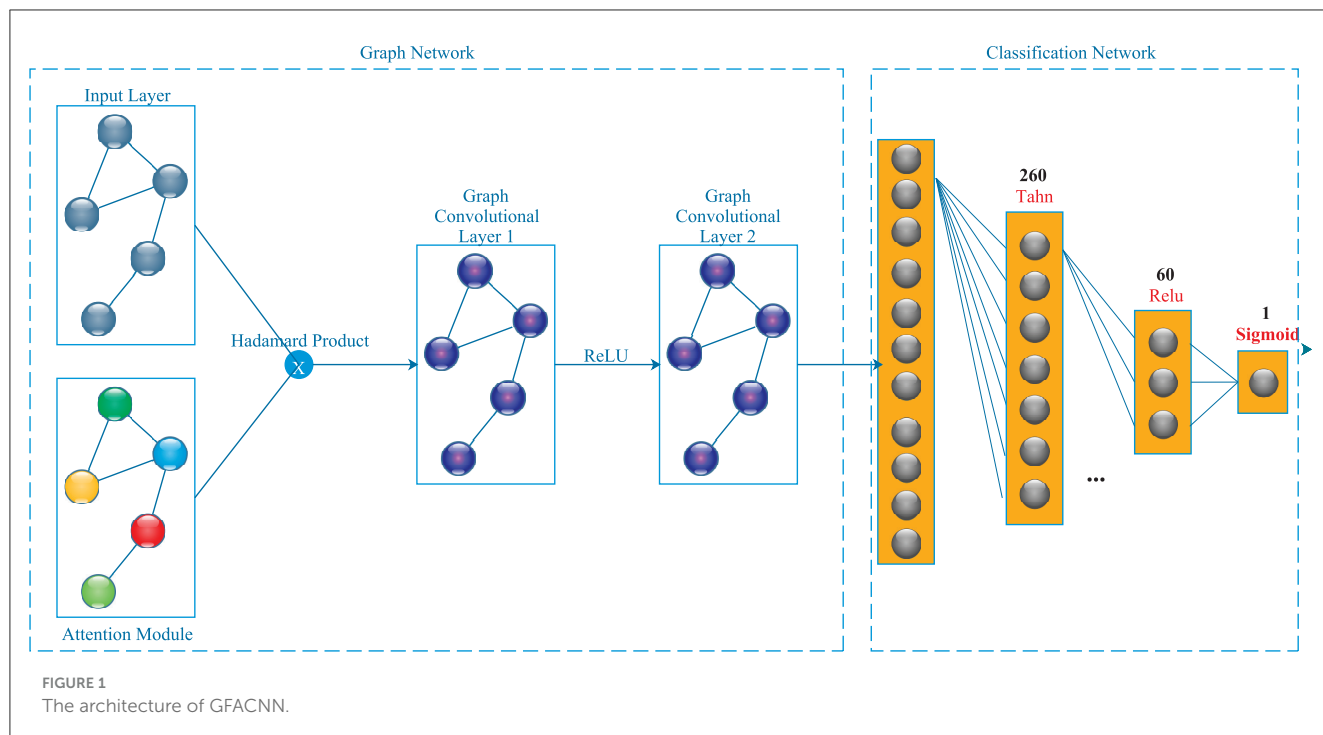 Graph Network
Classification Network
Input Layer
Attention Module
Hadamard Product
X
Graph
Convolutional
Layer 1
ReLU
Graph
Convolutional
Layer 2
260
Tahn
...
60
Relu
1
Sigmoid
FIGURE 1
The architecture of GFACNN.